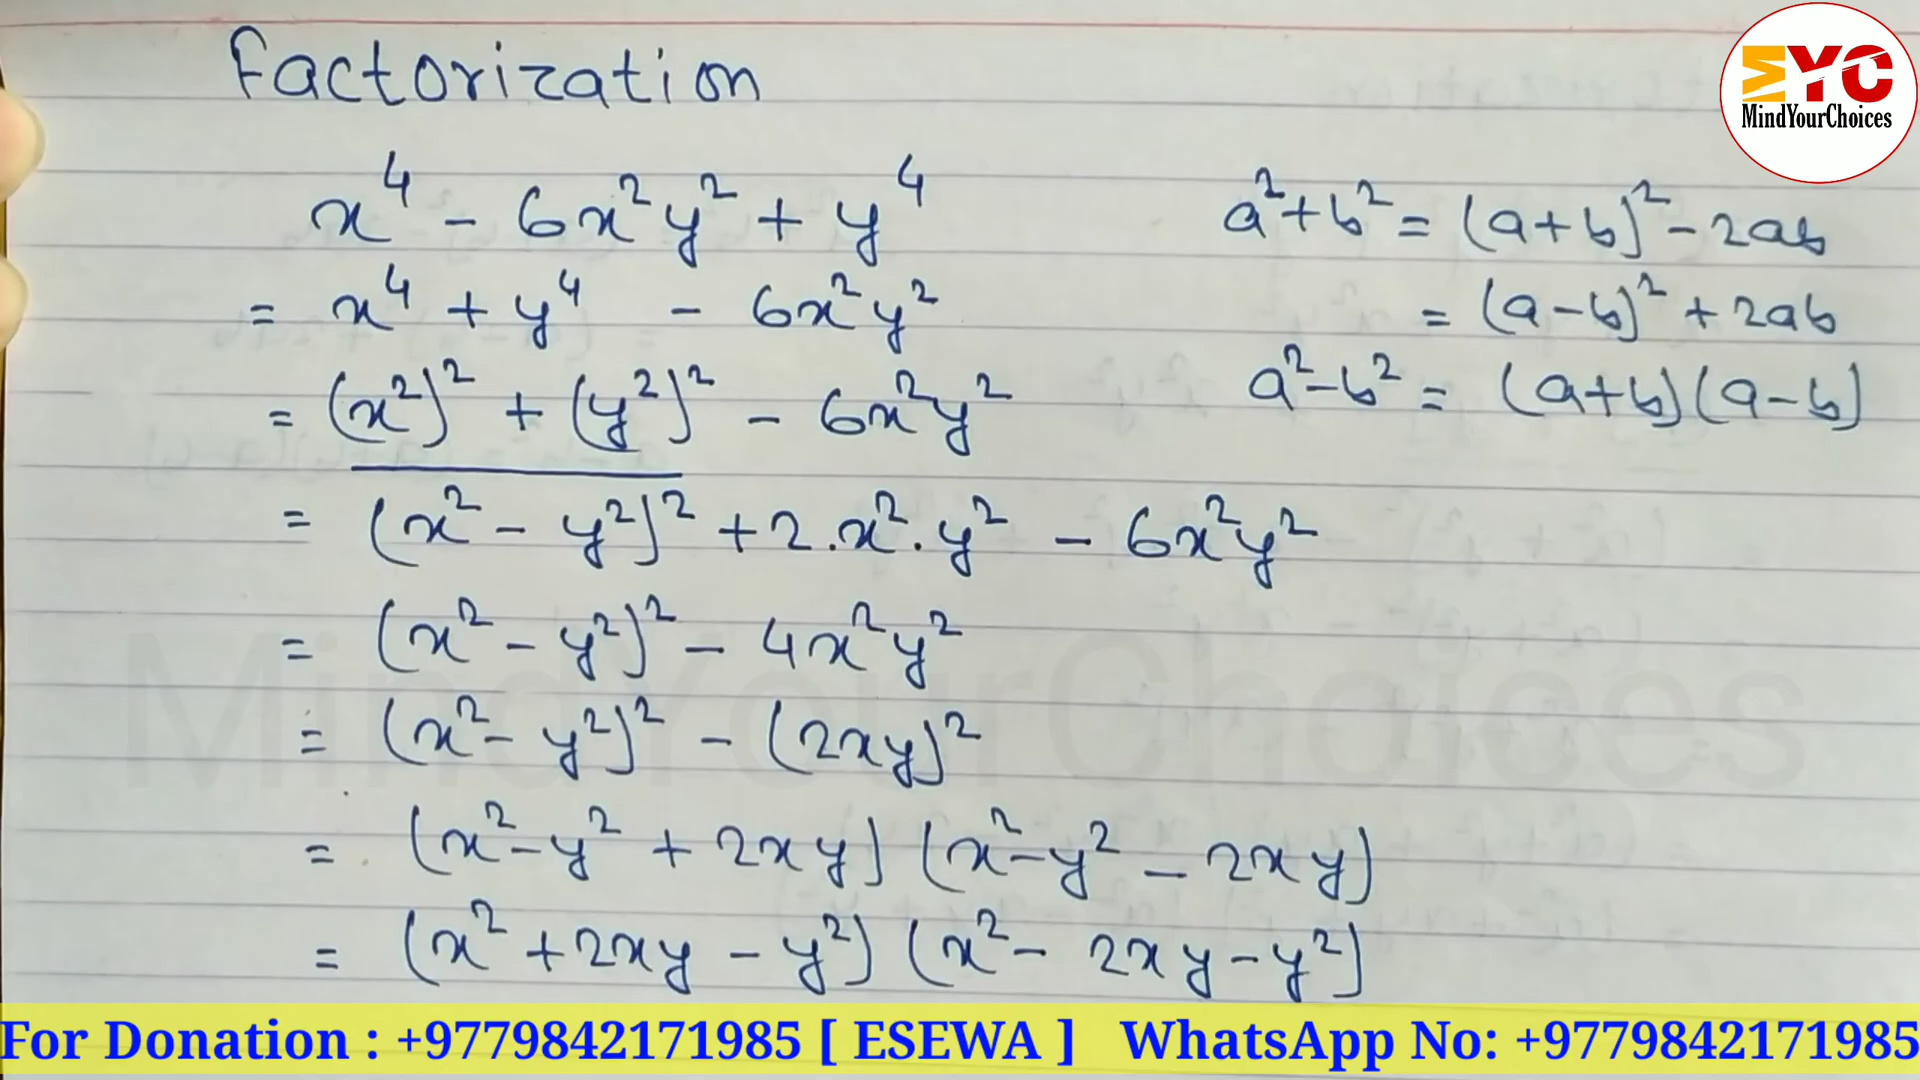 Factorization
x⁴ - 6x²y² + y⁴
= x⁴ + y⁴ - 6x²y²
= (x²)² + (y²)² - 6x²y²
= (x² - y²)² + 2.x².y² - 6x²y²
= (x² - y²)² - 4x²y²
= (x² - y²)² - (2xy)²
= (x² - y² + 2xy) (x² - y² - 2xy)
= (x² + 2xy - y²) (x² - 2xy - y²)
a² + b² = (a+b)² - 2ab
= (a-b)² + 2ab
a² - b² = (a+b)(a-b)
MYC
MindYourChoices
MindYourChoices
For Donation : +9779842171985 [ ESEWA ] WhatsApp No: +9779842171985